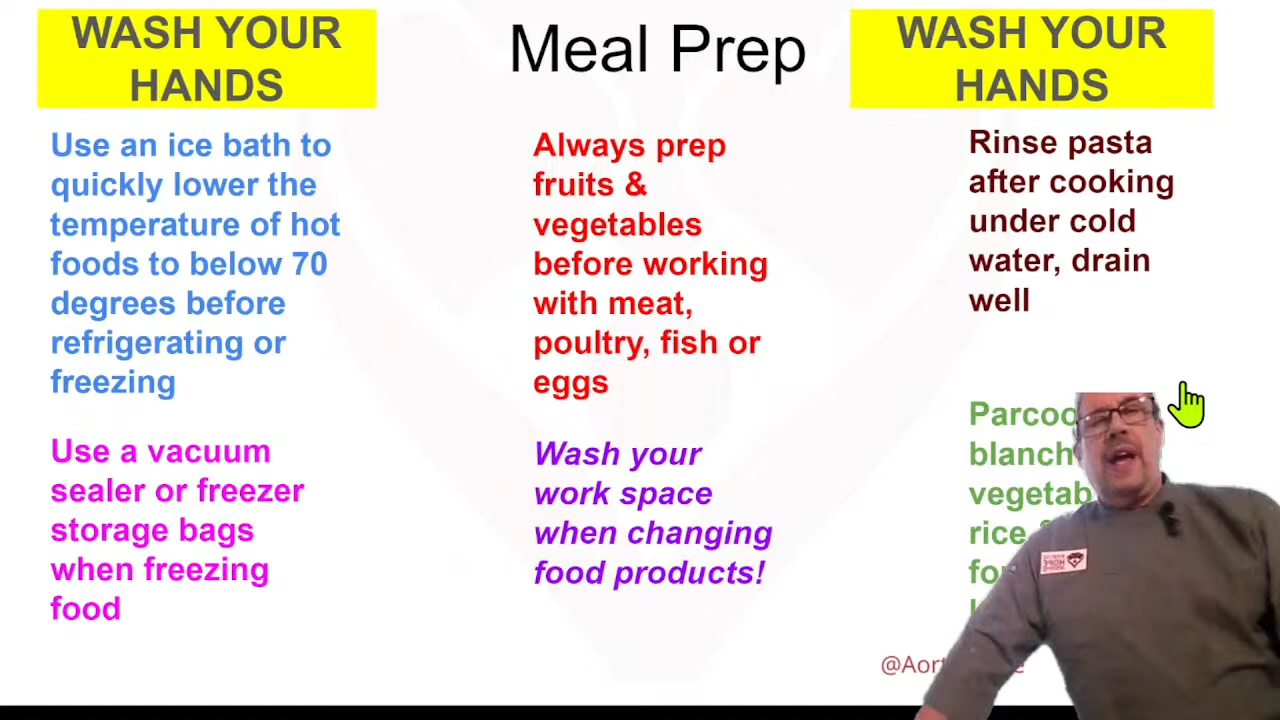 WASH YOUR
HANDS
Meal Prep
WASH YOUR
HANDS
Use an ice bath to
quickly lower the
temperature of hot
foods to below 70
degrees before
refrigerating or
freezing
Use a vacuum
sealer or freezer
storage bags
when freezing
food
Always prep
fruits &
vegetables
before working
with meat,
poultry, fish or
eggs
Wash your
work space
when changing
food products!
Rinse pasta
after cooking
under cold
water, drain
well
blanch
rice